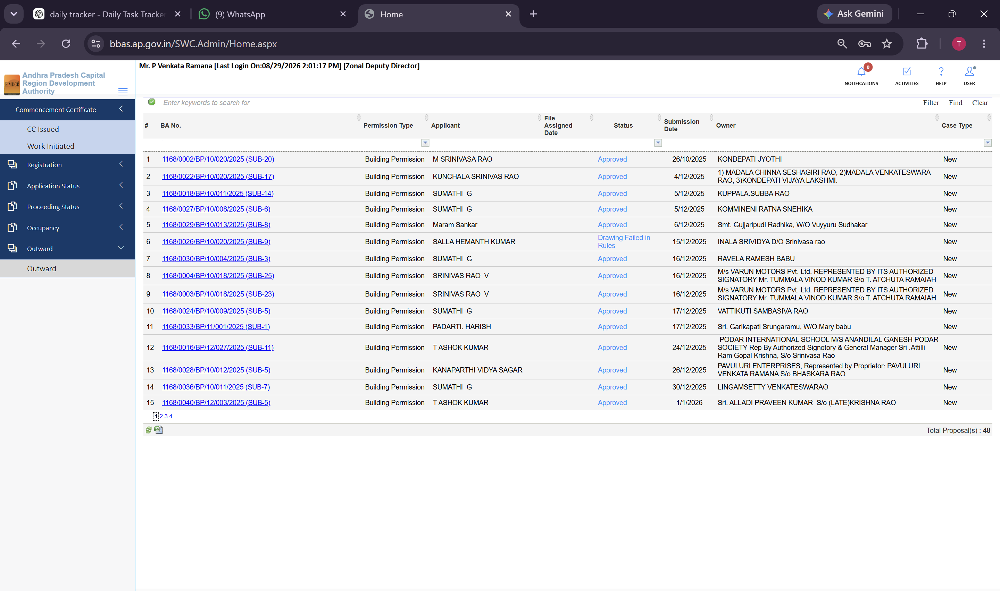 daily tracker - Daily Task Tracker
(9) WhatsApp
Home
Ask Gemini
bbas.ap.gov.in/SWC.Admin/Home.aspx
T
BIMDCR
Andhra Pradesh Capital
Region Development
Authority
Mr. P Venkata Ramana [Last Login On:08/29/2026 2:01:17 PM] [Zonal Deputy Director]
0
NOTIFICATIONS ACTIVITIES HELP USER
Commencement Certificate
CC Issued
Work Initiated
Registration
Application Status
Proceeding Status
Occupancy
Outward
Outward
Enter keywords to search for
Filter Find Clear
# BA No. Permission Type Applicant File Assigned Date Status Submission Date Owner Case Type
1 1168/0002/BP/10/020/2025 (SUB-20) Building Permission M SRINIVASA RAO Approved 26/10/2025 KONDEPATI JYOTHI New
2 1168/0022/BP/10/020/2025 (SUB-17) Building Permission KUNCHALA SRINIVAS RAO Approved 4/12/2025 1) MADALA CHINNA SESHAGIRI RAO, 2)MADALA VENKATESWARA RAO, 3)KONDEPATI VIJAYA LAKSHMI. New
3 1168/0018/BP/10/011/2025 (SUB-14) Building Permission SUMATHI G Approved 5/12/2025 KUPPALA.SUBBA RAO New
4 1168/0027/BP/10/008/2025 (SUB-6) Building Permission SUMATHI G Approved 5/12/2025 KOMMINENI RATNA SNEHIKA New
5 1168/0029/BP/10/013/2025 (SUB-8) Building Permission Maram Sankar Approved 6/12/2025 Smt. Gujjarlpudi Radhika, W/O Vuyyuru Sudhakar New
6 1168/0026/BP/10/020/2025 (SUB-9) Building Permission SALLA HEMANTH KUMAR Drawing Failed in Rules 15/12/2025 INALA SRIVIDYA D/O Srinivasa rao New
7 1168/0030/BP/10/004/2025 (SUB-3) Building Permission SUMATHI G Approved 16/12/2025 RAVELA RAMESH BABU New
8 1168/0004/BP/10/018/2025 (SUB-25) Building Permission SRINIVAS RAO V Approved 16/12/2025 M/s VARUN MOTORS Pvt. Ltd. REPRESENTED BY ITS AUTHORIZED SIGNATORY Mr. TUMMALA VINOD KUMAR S/o T. ATCHUTA RAMAIAH New
9 1168/0003/BP/10/018/2025 (SUB-23) Building Permission SRINIVAS RAO V Approved 16/12/2025 M/s VARUN MOTORS Pvt. Ltd. REPRESENTED BY ITS AUTHORIZED SIGNATORY Mr. TUMMALA VINOD KUMAR S/o T. ATCHUTA RAMAIAH New
10 1168/0024/BP/10/009/2025 (SUB-5) Building Permission SUMATHI G Approved 17/12/2025 VATTIKUTI SAMBASIVA RAO New
11 1168/0033/BP/11/001/2025 (SUB-1) Building Permission PADARTI. HARISH Approved 17/12/2025 Sri. Garikapati Srungaramu, W/O.Mary babu New
12 1168/0016/BP/12/027/2025 (SUB-11) Building Permission T ASHOK KUMAR Approved 24/12/2025 PODAR INTERNATIONAL SCHOOL M/S ANANDILAL GANESH PODAR SOCIETY Rep By Authorized Signotory & General Manager Sri .Attilli Ram Gopal Krishna, S/o Srinivasa Rao New
13 1168/0028/BP/10/012/2025 (SUB-5) Building Permission KANAPARTHI VIDYA SAGAR Approved 26/12/2025 PAVULURI ENTERPRISES, Represented by Proprietor: PAVULURI VENKATA RAMANA S/o BHASKARA RAO New
14 1168/0036/BP/10/011/2025 (SUB-7) Building Permission SUMATHI G Approved 30/12/2025 LINGAMSETTY VENKATESWARAO New
15 1168/0040/BP/12/003/2025 (SUB-5) Building Permission T ASHOK KUMAR Approved 1/1/2026 Sri. ALLADI PRAVEEN KUMAR S/o (LATE)KRISHNA RAO New
1 2 3 4
Total Proposal(s) : 48